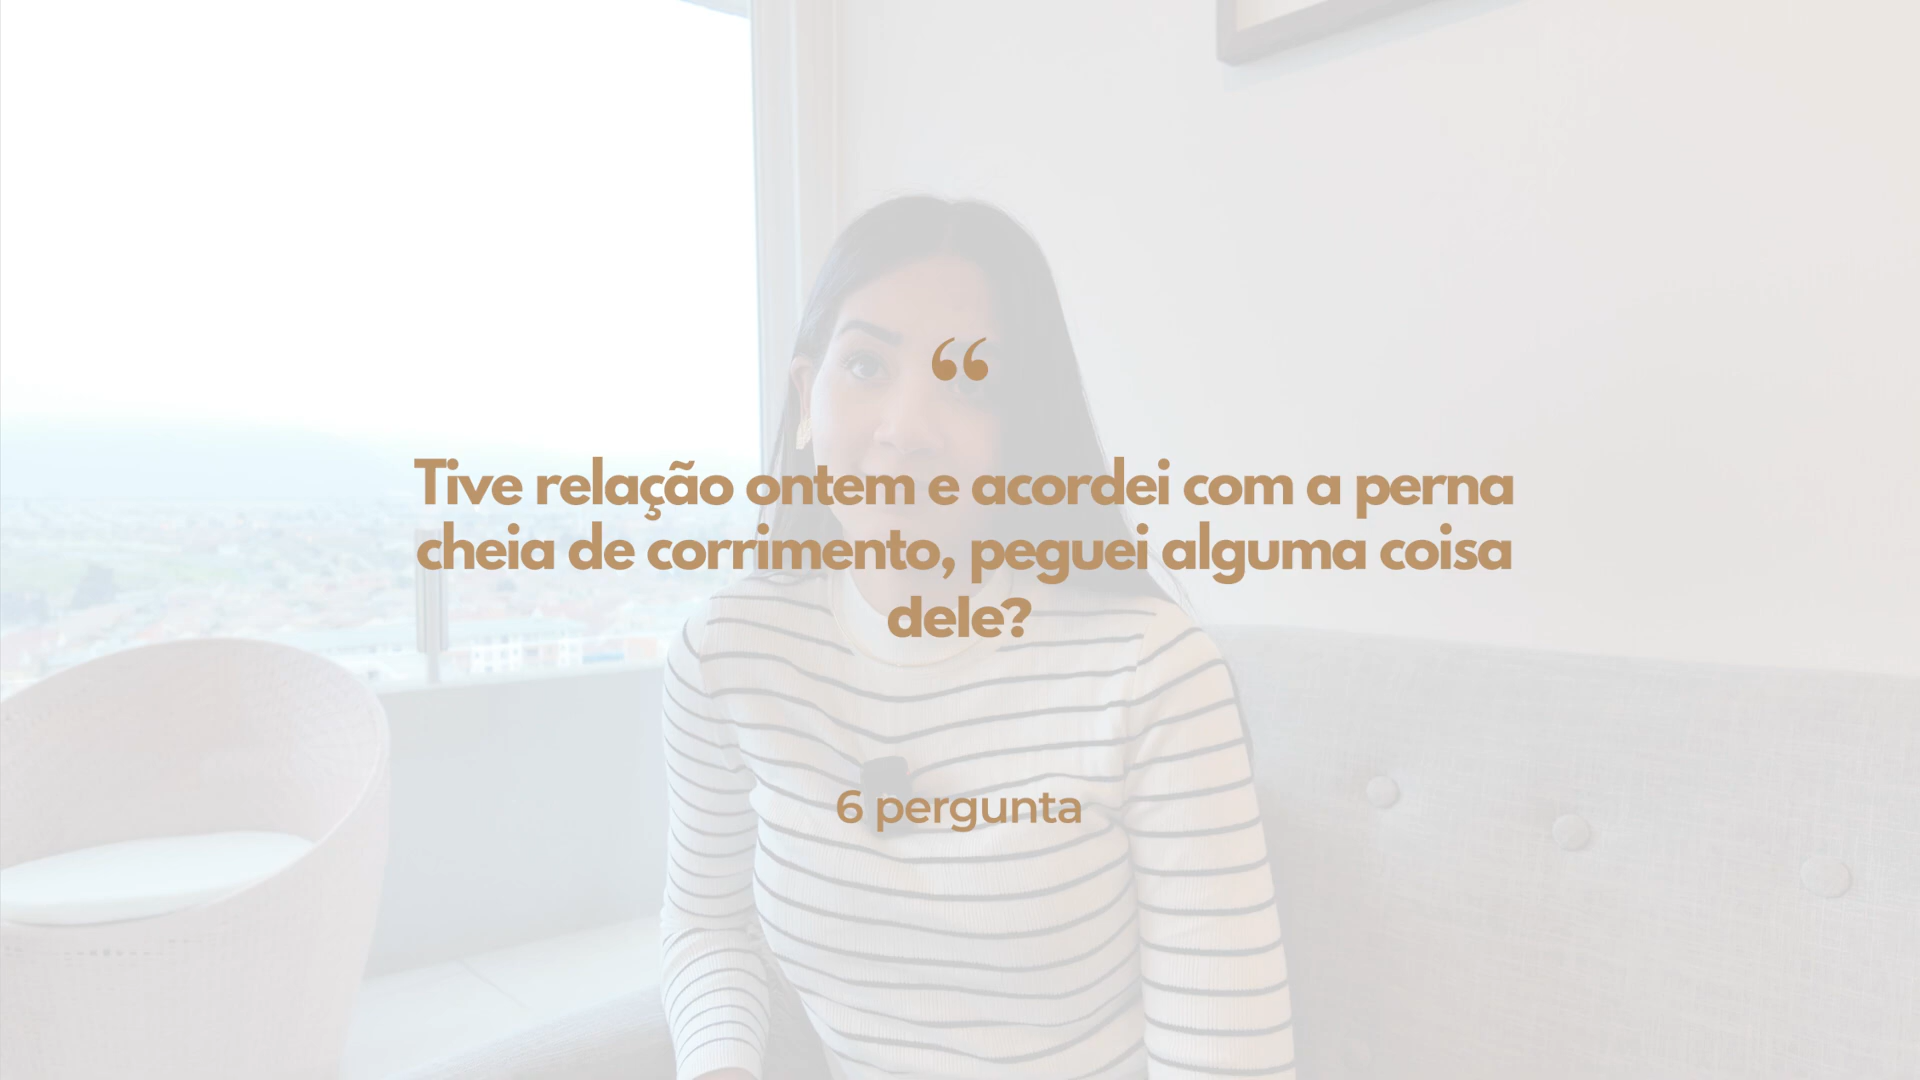 “
Tive relação ontem e acordei com a perna
cheia de corrimento, peguei alguma coisa
dele?
6 pergunta